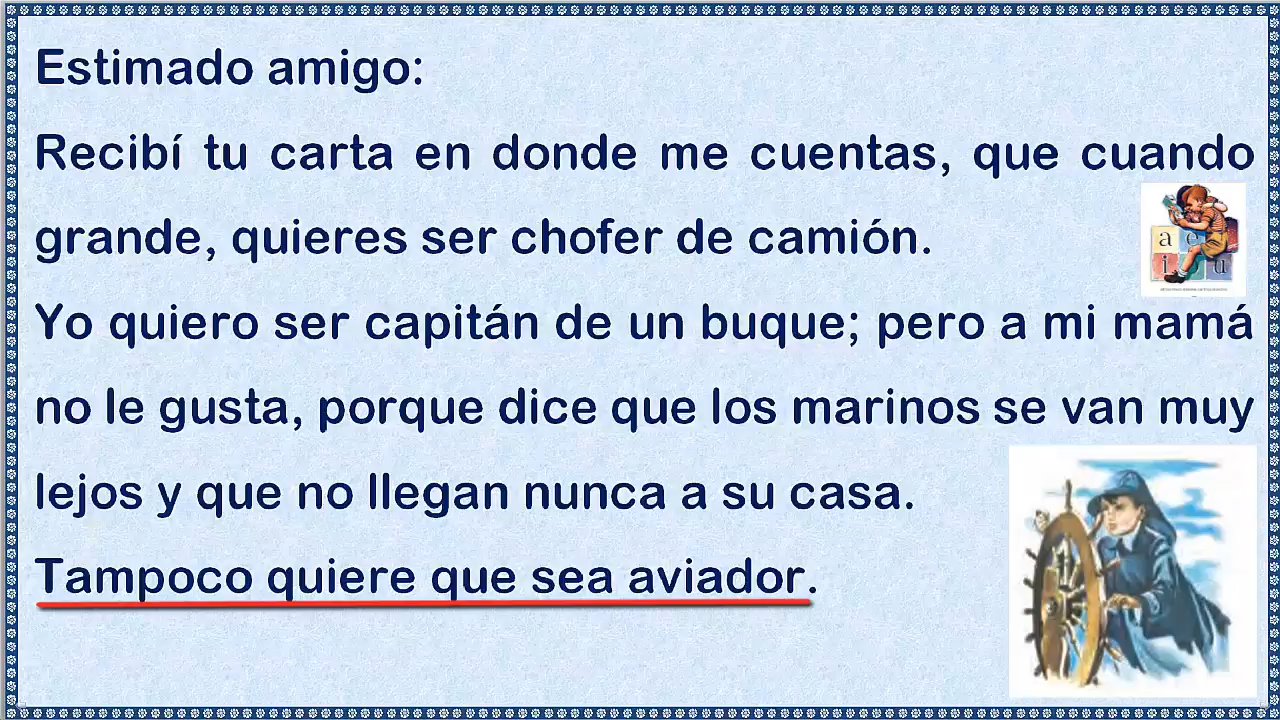 Estimado amigo:
Recibí tu carta en donde me cuentas, que cuando
grande, quieres ser chofer de camión.
a e
i u
Yo quiero ser capitán de un buque; pero a mi mamá
no le gusta, porque dice que los marinos se van muy
lejos y que no llegan nunca a su casa.
Tampoco quiere que sea aviador.